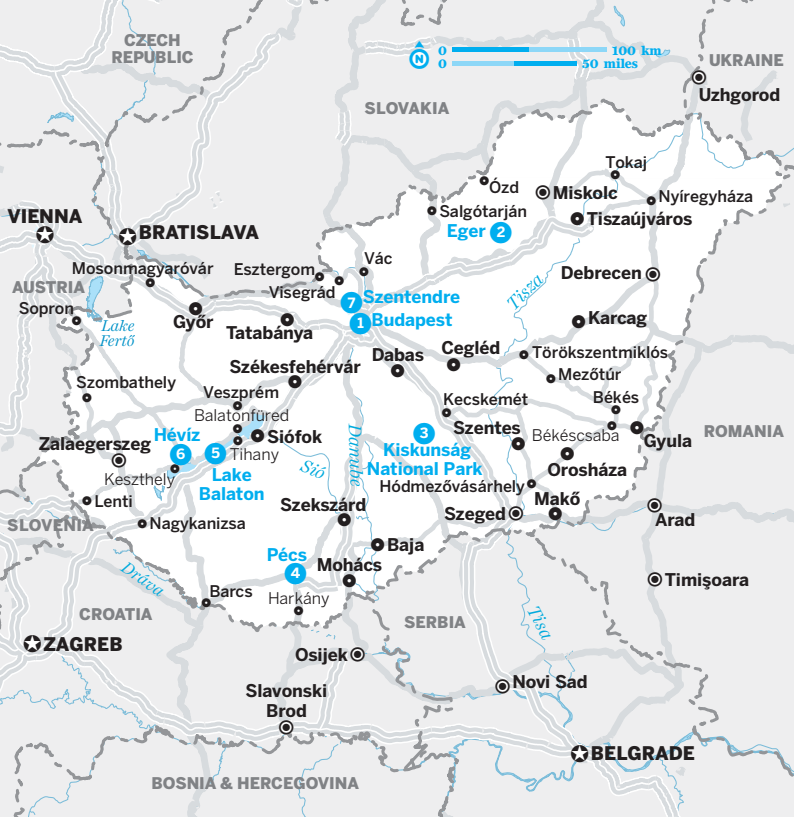 CZECH
REPUBLIC
0
100 km
N
0
50 miles
UKRAINE
Uzhgorod
SLOVAKIA
Tokaj
Ózd
Miskolc
Nyíregyháza
Salgótarján
Tiszaújváros
Eger 2
VIENNA
BRATISLAVA
Vác
Mosonmagyaróvár
Esztergom
Debrecen
AUSTRIA
Visegrád
Tisza
7 Szentendre
Sopron
Győr
1 Budapest
Karcag
Lake
Fertő
Tatabánya
Dabas
Cegléd
Törökszentmiklós
Székesfehérvár
Mezőtúr
Szombathely
Veszprém
Kecskemét
Békés
Balatonfüred
Hévíz
Siófok
Danube
3
Szentes
Békéscsaba
Gyula
ROMANIA
Zalaegerszeg
6
5
Tihany
Kiskunság
National Park
Sió
Orosháza
Keszthely
Lake
Balaton
Hódmezővásárhely
Lenti
Szekszárd
Makó
SLOVENIA
Nagykanizsa
Szeged
Arad
Pécs
4
Baja
Mohács
Dráva
Timişoara
Barcs
Harkány
CROATIA
SERBIA
Tisa
ZAGREB
Osijek
Novi Sad
Slavonski
Brod
BELGRADE
BOSNIA & HERCEGOVINA